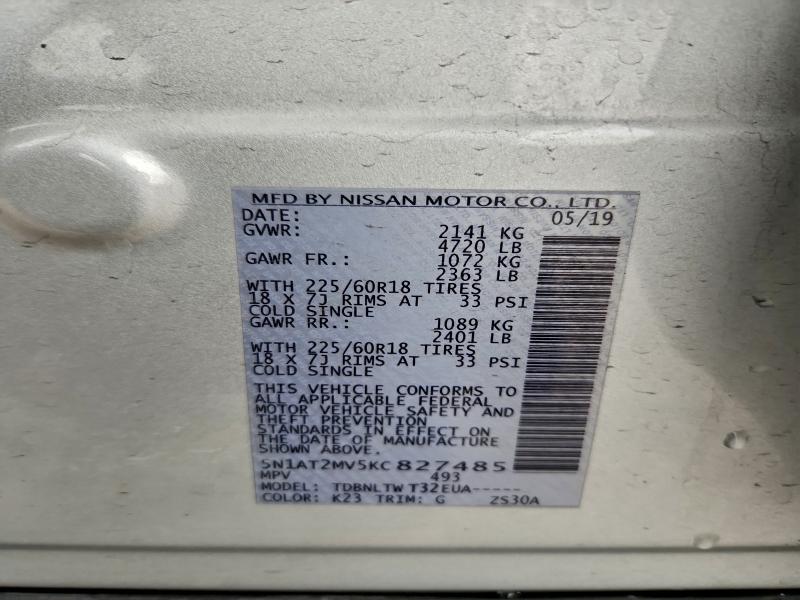 MFD BY NISSAN MOTOR CO., LTD.
DATE: 05/19
GVWR: 2141 KG
4720 LB
GAWR FR.: 1072 KG
2363 LB
WITH 225/60R18 TIRES
18 X 7J RIMS AT 33 PSI
COLD SINGLE
GAWR RR.: 1089 KG
2401 LB
WITH 225/60R18 TIRES
18 X 7J RIMS AT 33 PSI
COLD SINGLE
THIS VEHICLE CONFORMS TO
ALL APPLICABLE FEDERAL
MOTOR VEHICLE SAFETY AND
THEFT PREVENTION
STANDARDS IN EFFECT ON
THE DATE OF MANUFACTURE
SHOWN ABOVE.
5N1AT2MV5KC827485
MPV 493
MODEL: TDBNLTW T32EUA-----
COLOR: K23 TRIM: G ZS30A